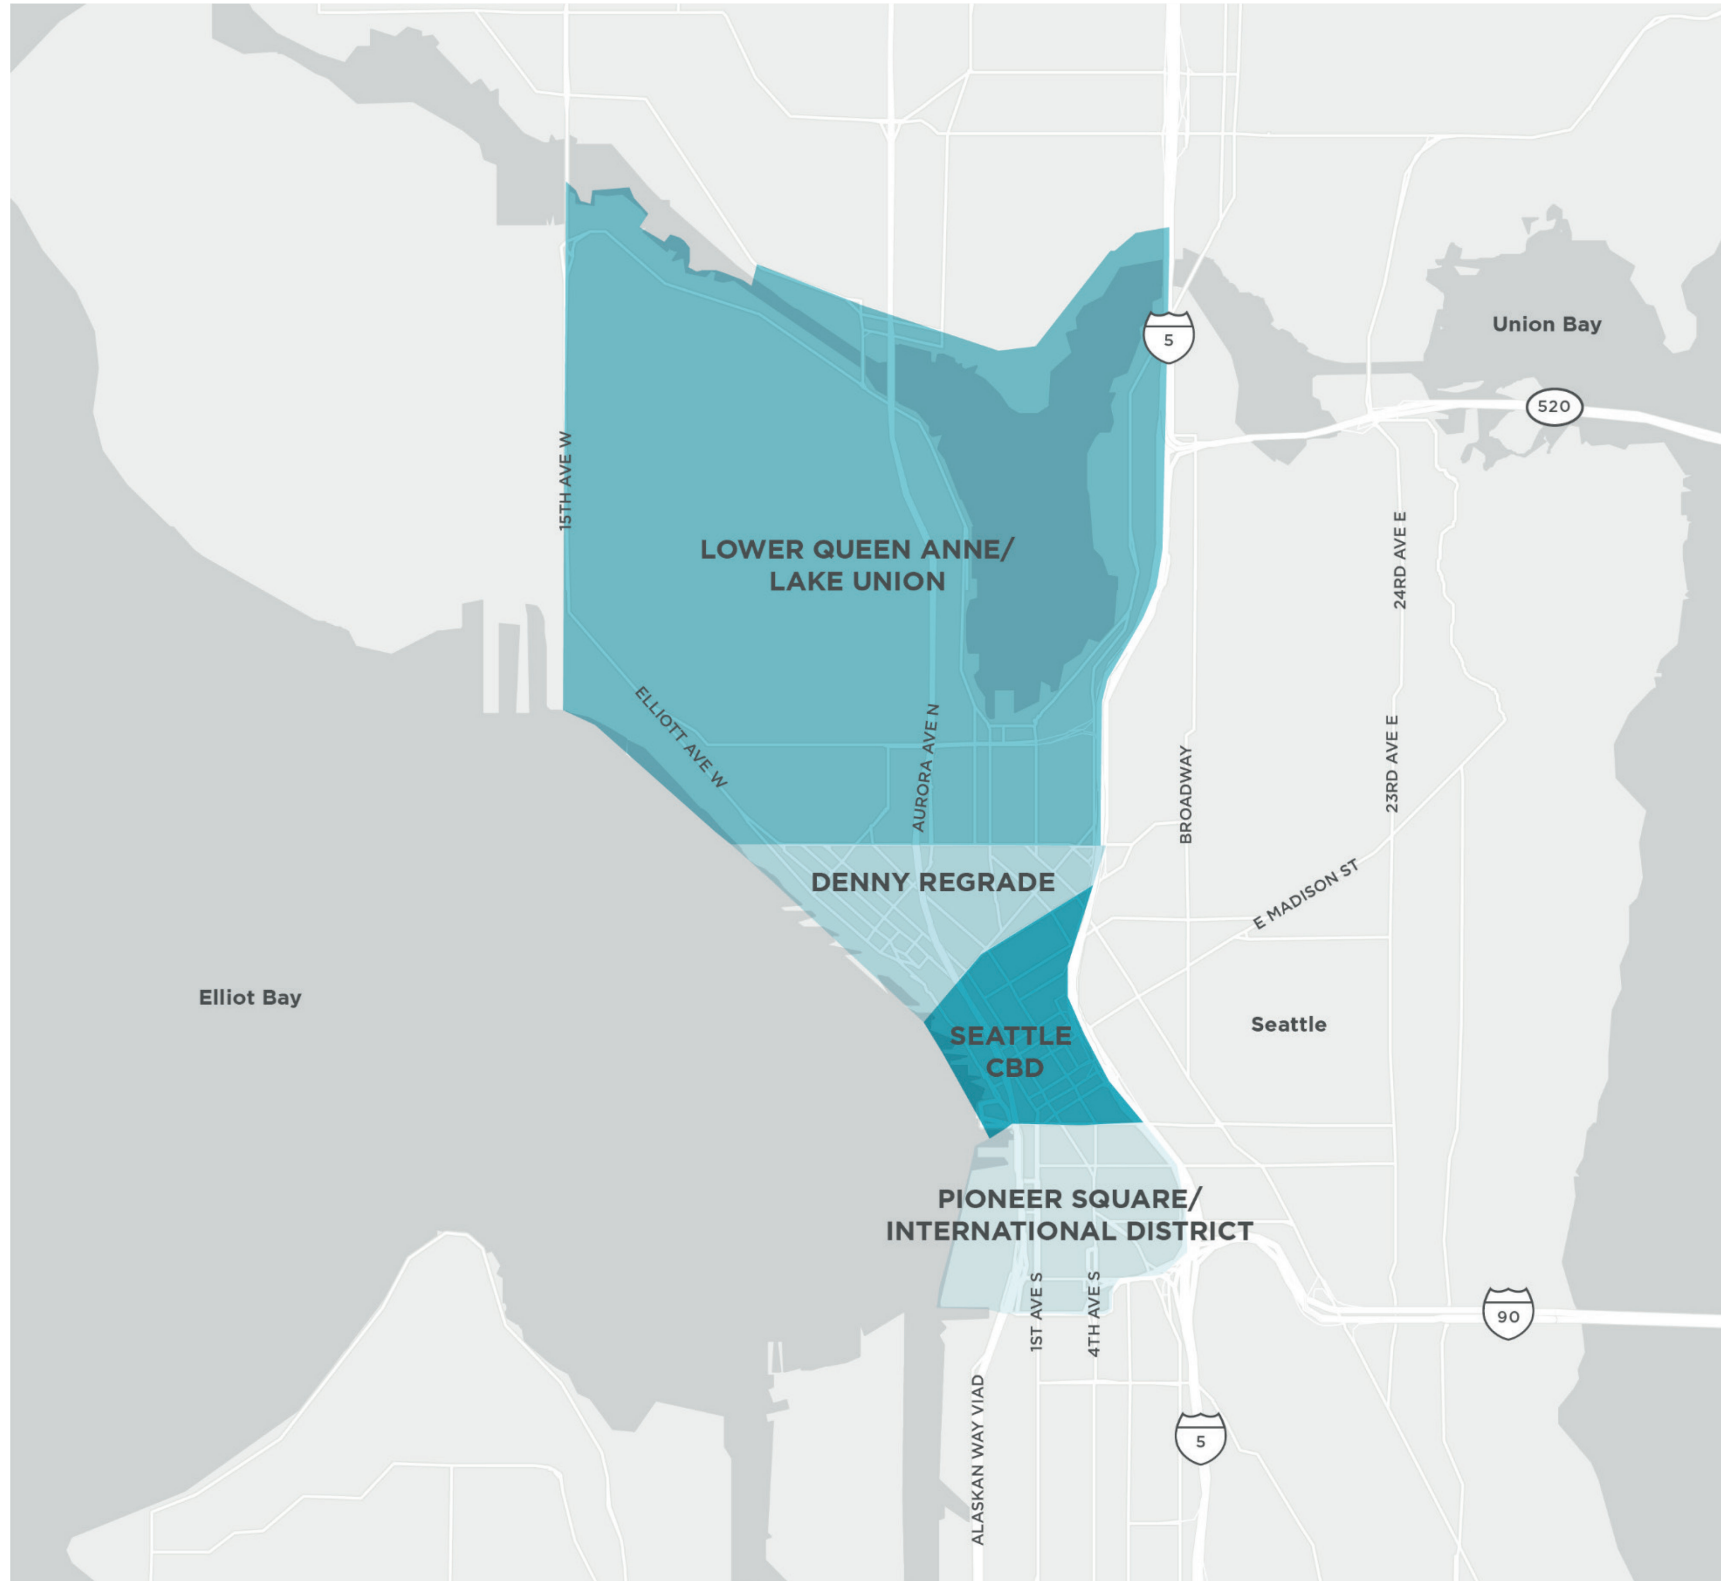 5
Union Bay
520
15TH AVE W
LOWER QUEEN ANNE/
LAKE UNION
24RD AVE E
ELLIOTT AVE W
AURORA AVE N
BROADWAY
23RD AVE E
DENNY REGRADE
E MADISON ST
Elliot Bay
SEATTLE
CBD
Seattle
PIONEER SQUARE/
INTERNATIONAL DISTRICT
1ST AVE S
4TH AVE S
90
ALASKAN WAY VIAD
5